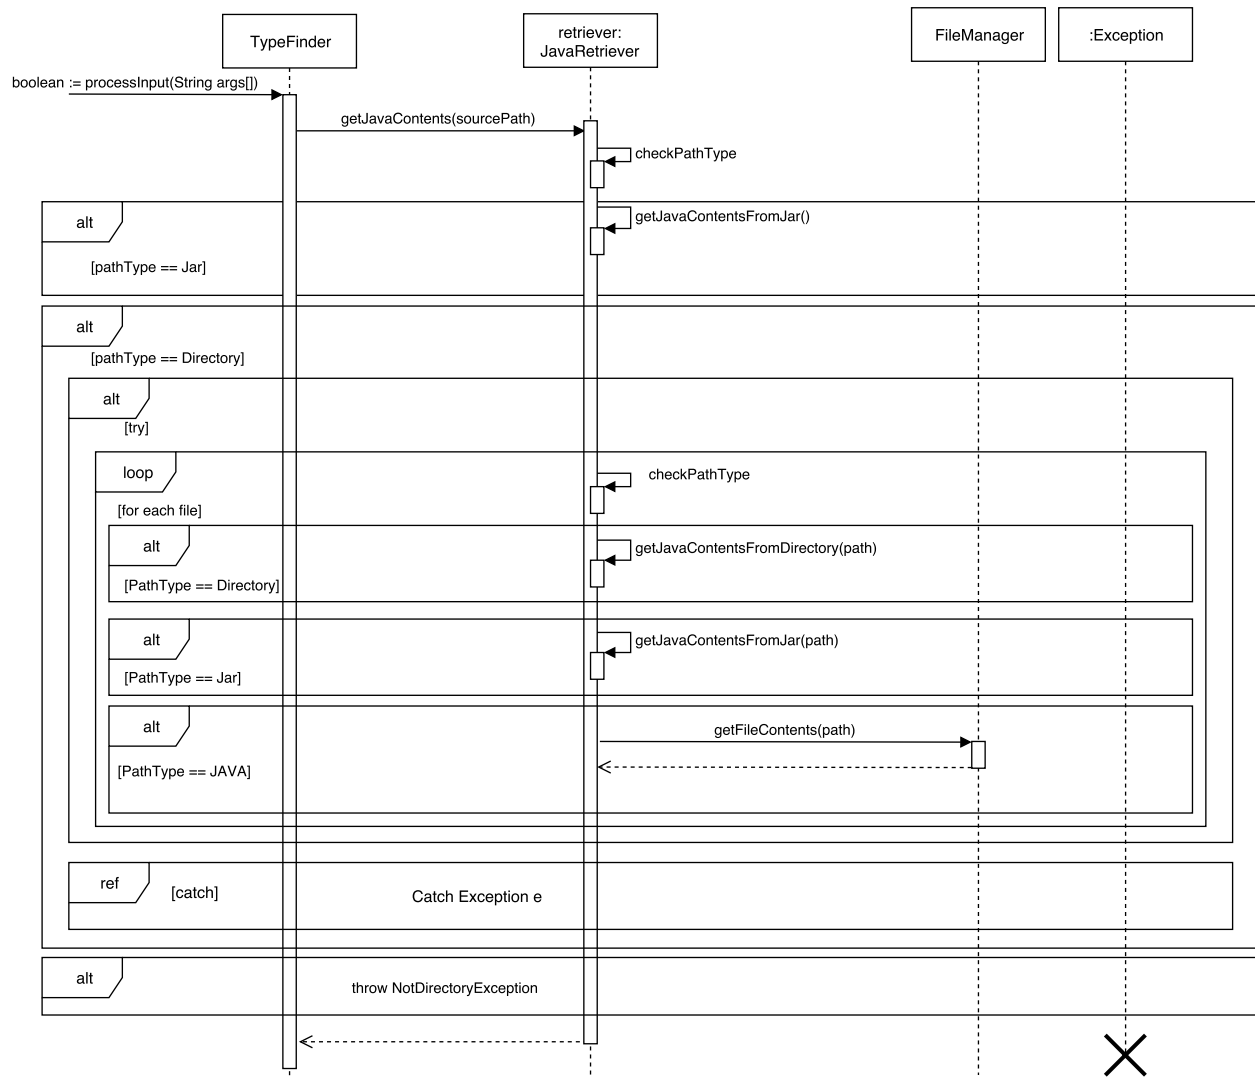 TypeFinder
retriever:
JavaRetriever
FileManager
:Exception
boolean := processInput(String args[])
getJavaContents(sourcePath)
checkPathType
alt
getJavaContentsFromJar()
[pathType == Jar]
alt
[pathType == Directory]
alt
[try]
loop
checkPathType
[for each file]
alt
getJavaContentsFromDirectory(path)
[PathType == Directory]
alt
getJavaContentsFromJar(path)
[PathType == Jar]
alt
getFileContents(path)
[PathType == JAVA]
ref
[catch]
Catch Exception e
alt
throw NotDirectoryException